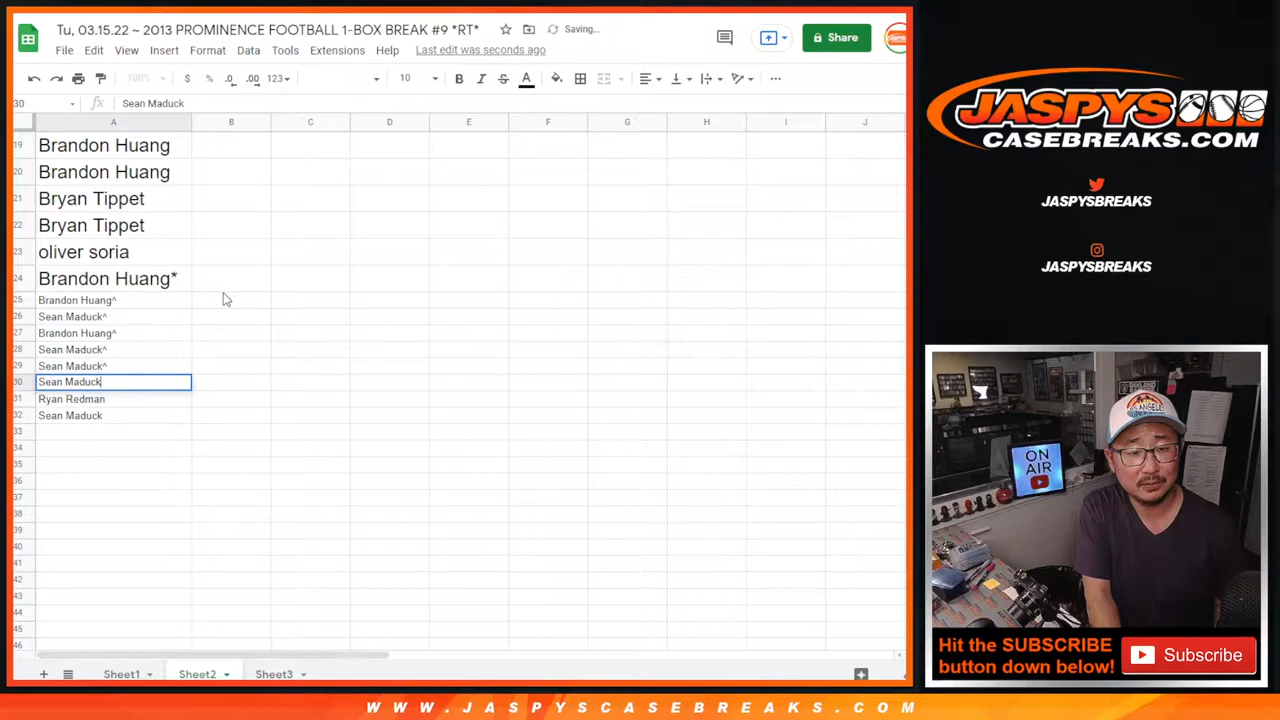 Tu, 03.15.22 ~ 2013 PROMINENCE FOOTBALL 1-BOX BREAK #9 *RT*
Saving...
File Edit View Insert Format Data Tools Extensions Help Last edit was seconds ago
Share
100% $ % .0 .00 123 10 B I S A
30 fx Sean Maduck
A B C D E F G H I J
19 Brandon Huang
20 Brandon Huang
21 Bryan Tippet
22 Bryan Tippet
23 oliver soria
24 Brandon Huang*
25 Brandon Huang^
26 Sean Maduck^
27 Brandon Huang^
28 Sean Maduck^
29 Sean Maduck^
30 Sean Maduck
31 Ryan Redman
32 Sean Maduck
33
34
35
36
37
38
39
40
41
42
43
44
45
46
+ Sheet1 Sheet2 Sheet3
JASPYS
CASEBREAKS.COM
JASPYSBREAKS
JASPYSBREAKS
ON
AIR
Hit the SUBSCRIBE
button down below!
Subscribe
WWW.JASPYSCASEBREAKS.COM